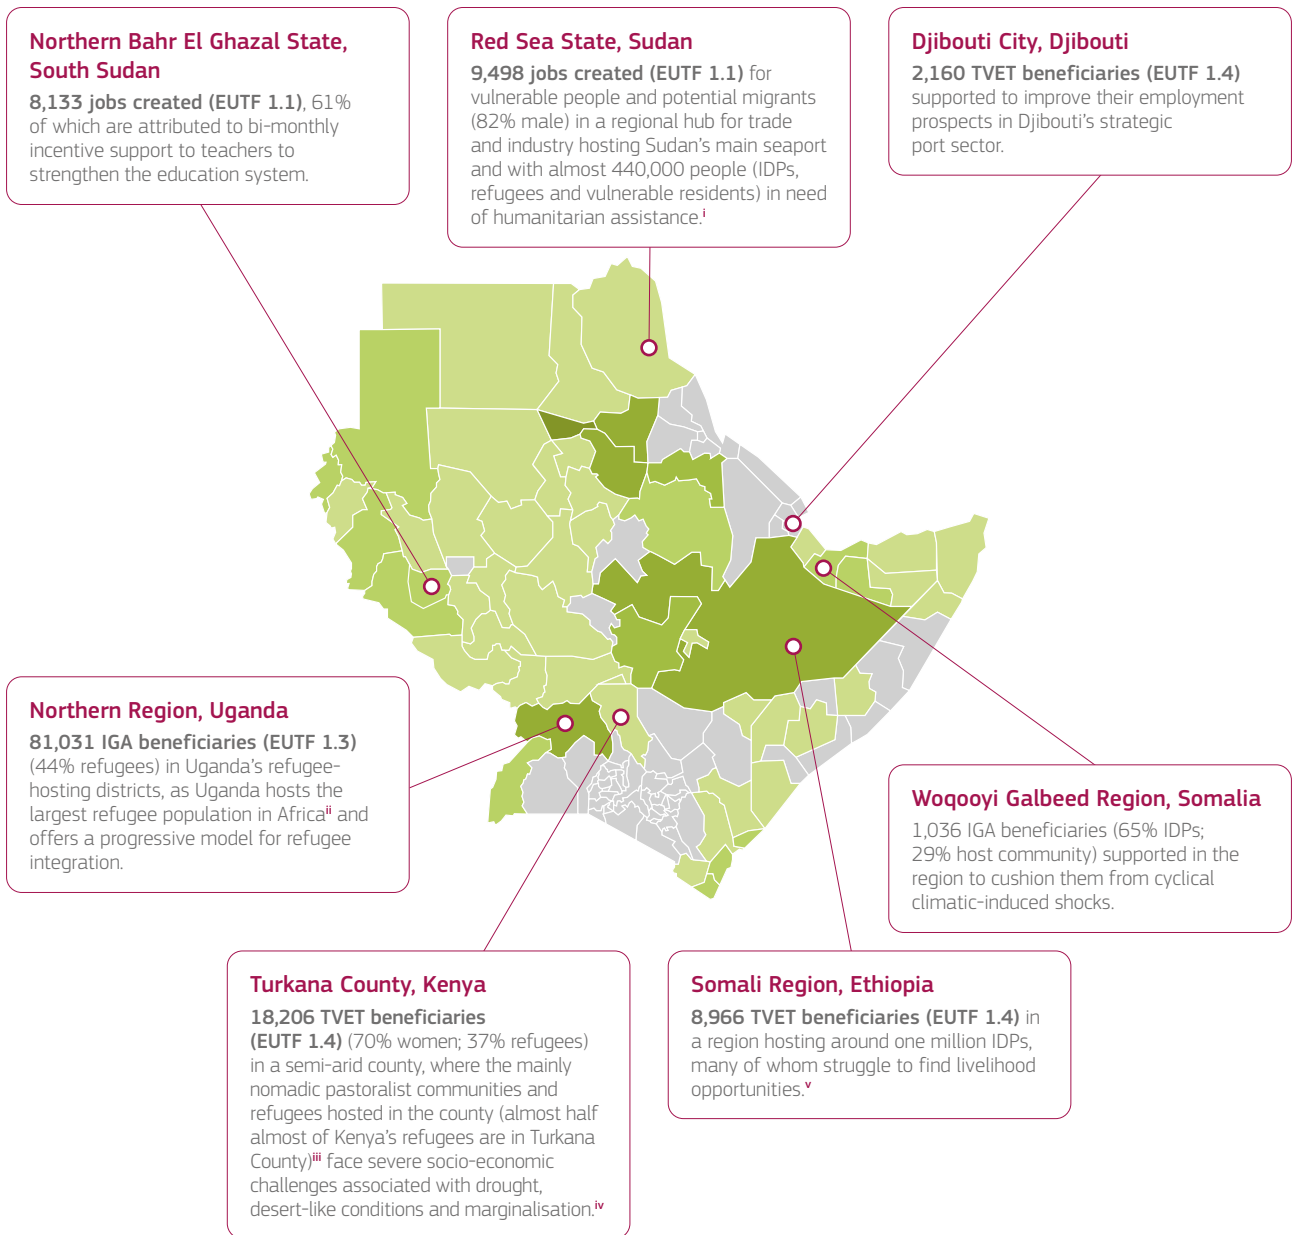 Northern Bahr El Ghazal State,
South Sudan
8,133 jobs created (EUTF 1.1), 61%
of which are attributed to bi-monthly
incentive support to teachers to
strengthen the education system.
Red Sea State, Sudan
9,498 jobs created (EUTF 1.1) for
vulnerable people and potential migrants
(82% male) in a regional hub for trade
and industry hosting Sudan's main seaport
and with almost 440,000 people (IDPs,
refugees and vulnerable residents) in need
of humanitarian assistance.i
Djibouti City, Djibouti
2,160 TVET beneficiaries (EUTF 1.4)
supported to improve their employment
prospects in Djibouti's strategic
port sector.
Northern Region, Uganda
81,031 IGA beneficiaries (EUTF 1.3)
(44% refugees) in Uganda's refugee-
hosting districts, as Uganda hosts the
largest refugee population in Africaii and
offers a progressive model for refugee
integration.
Woqooyi Galbeed Region, Somalia
1,036 IGA beneficiaries (65% IDPs;
29% host community) supported in the
region to cushion them from cyclical
climatic-induced shocks.
Turkana County, Kenya
18,206 TVET beneficiaries
(EUTF 1.4) (70% women; 37% refugees)
in a semi-arid county, where the mainly
nomadic pastoralist communities and
refugees hosted in the county (almost half
almost of Kenya's refugees are in Turkana
County)iii face severe socio-economic
challenges associated with drought,
desert-like conditions and marginalisation.iv
Somali Region, Ethiopia
8,966 TVET beneficiaries (EUTF 1.4) in
a region hosting around one million IDPs,
many of whom struggle to find livelihood
opportunities.v